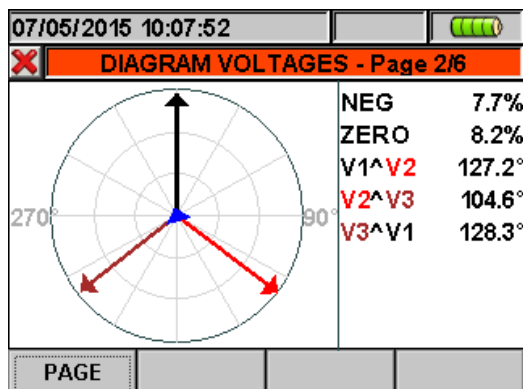 07/05/2015 10:07:52
DIAGRAM VOLTAGES - Page 2/6
NEG 7.7%
ZERO 8.2%
V1^V2 127.2°
V2^V3 104.6°
V3^V1 128.3°
270°
90°
PAGE